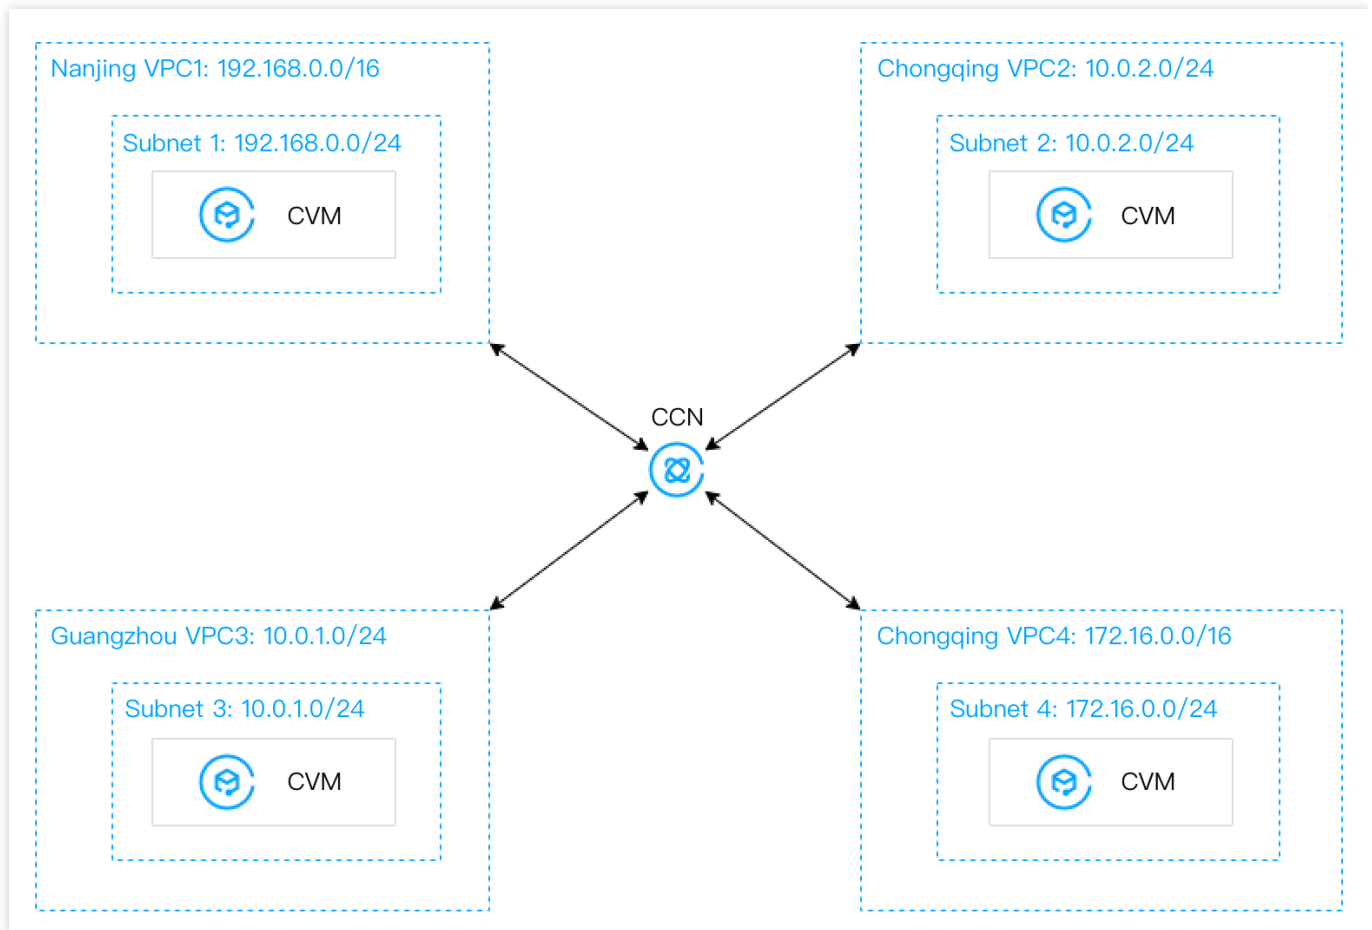 Nanjing VPC1: 192.168.0.0/16
Subnet 1: 192.168.0.0/24
CVM
Chongqing VPC2: 10.0.2.0/24
Subnet 2: 10.0.2.0/24
CVM
CCN
Guangzhou VPC3: 10.0.1.0/24
Subnet 3: 10.0.1.0/24
CVM
Chongqing VPC4: 172.16.0.0/16
Subnet 4: 172.16.0.0/24
CVM